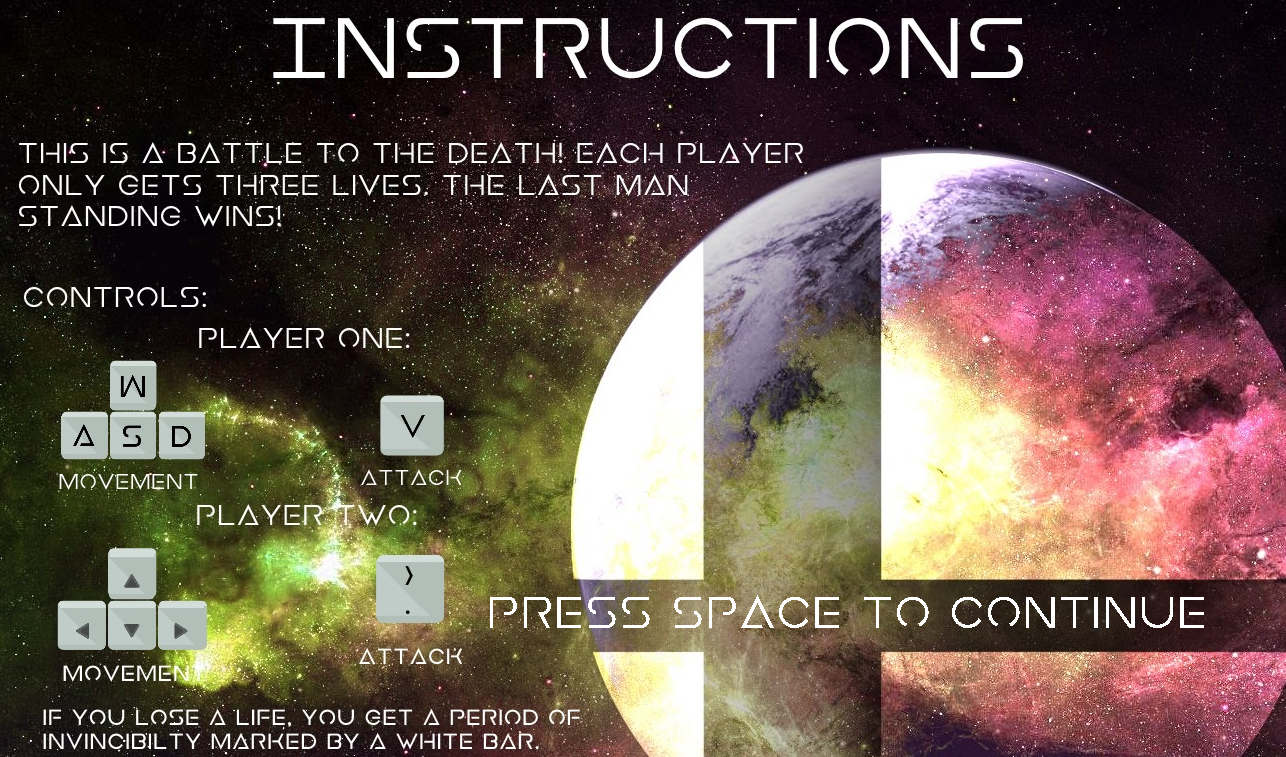 INSTRUCTIONS
THIS IS A BATTLE TO THE DEATH! EACH PLAYER
ONLY GETS THREE LIVES. THE LAST MAN
STANDING WINS!
CONTROLS:
PLAYER ONE:
W
A S D
V
MOVEMENT
ATTACK
PLAYER TWO:
▲
◀ ▼ ▶
>
.
MOVEMENT
ATTACK
PRESS SPACE TO CONTINUE
IF YOU LOSE A LIFE, YOU GET A PERIOD OF
INVINCIBILTY MARKED BY A WHITE BAR.